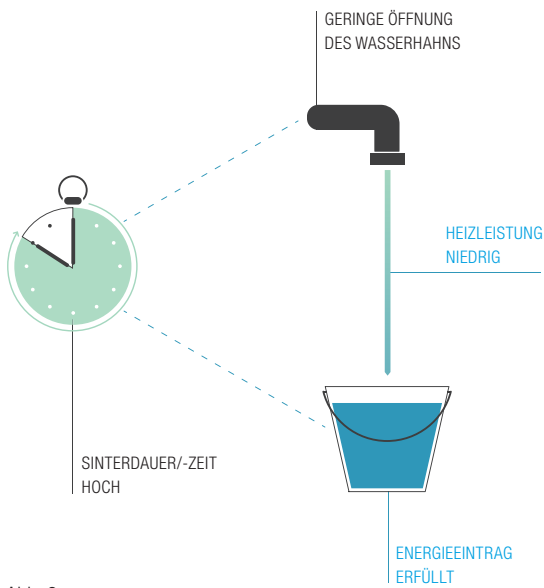 GERINGE ÖFFNUNG
DES WASSERHAHNS
HEIZLEISTUNG
NIEDRIG
SINTERDAUER/-ZEIT
HOCH
ENERGIEEINTRAG
ERFÜLLT